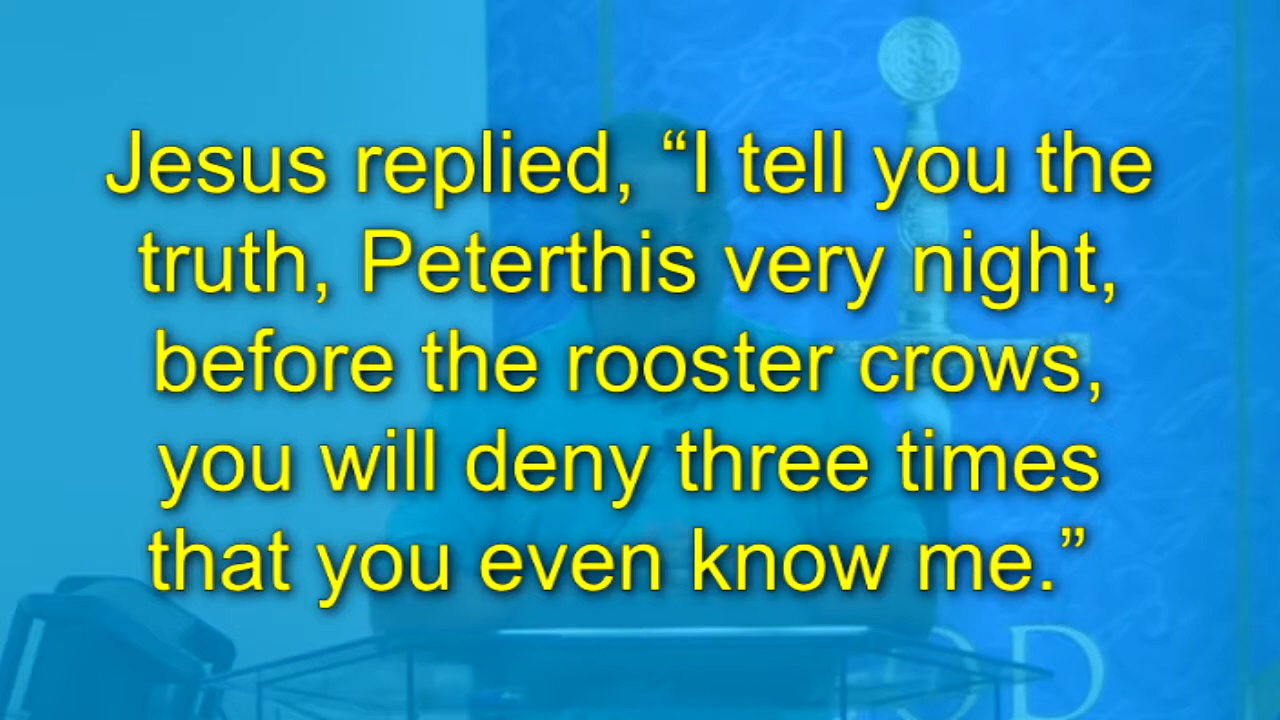 Jesus replied, “I tell you the
truth, Peterthis very night,
before the rooster crows,
you will deny three times
that you even know me.”
OD